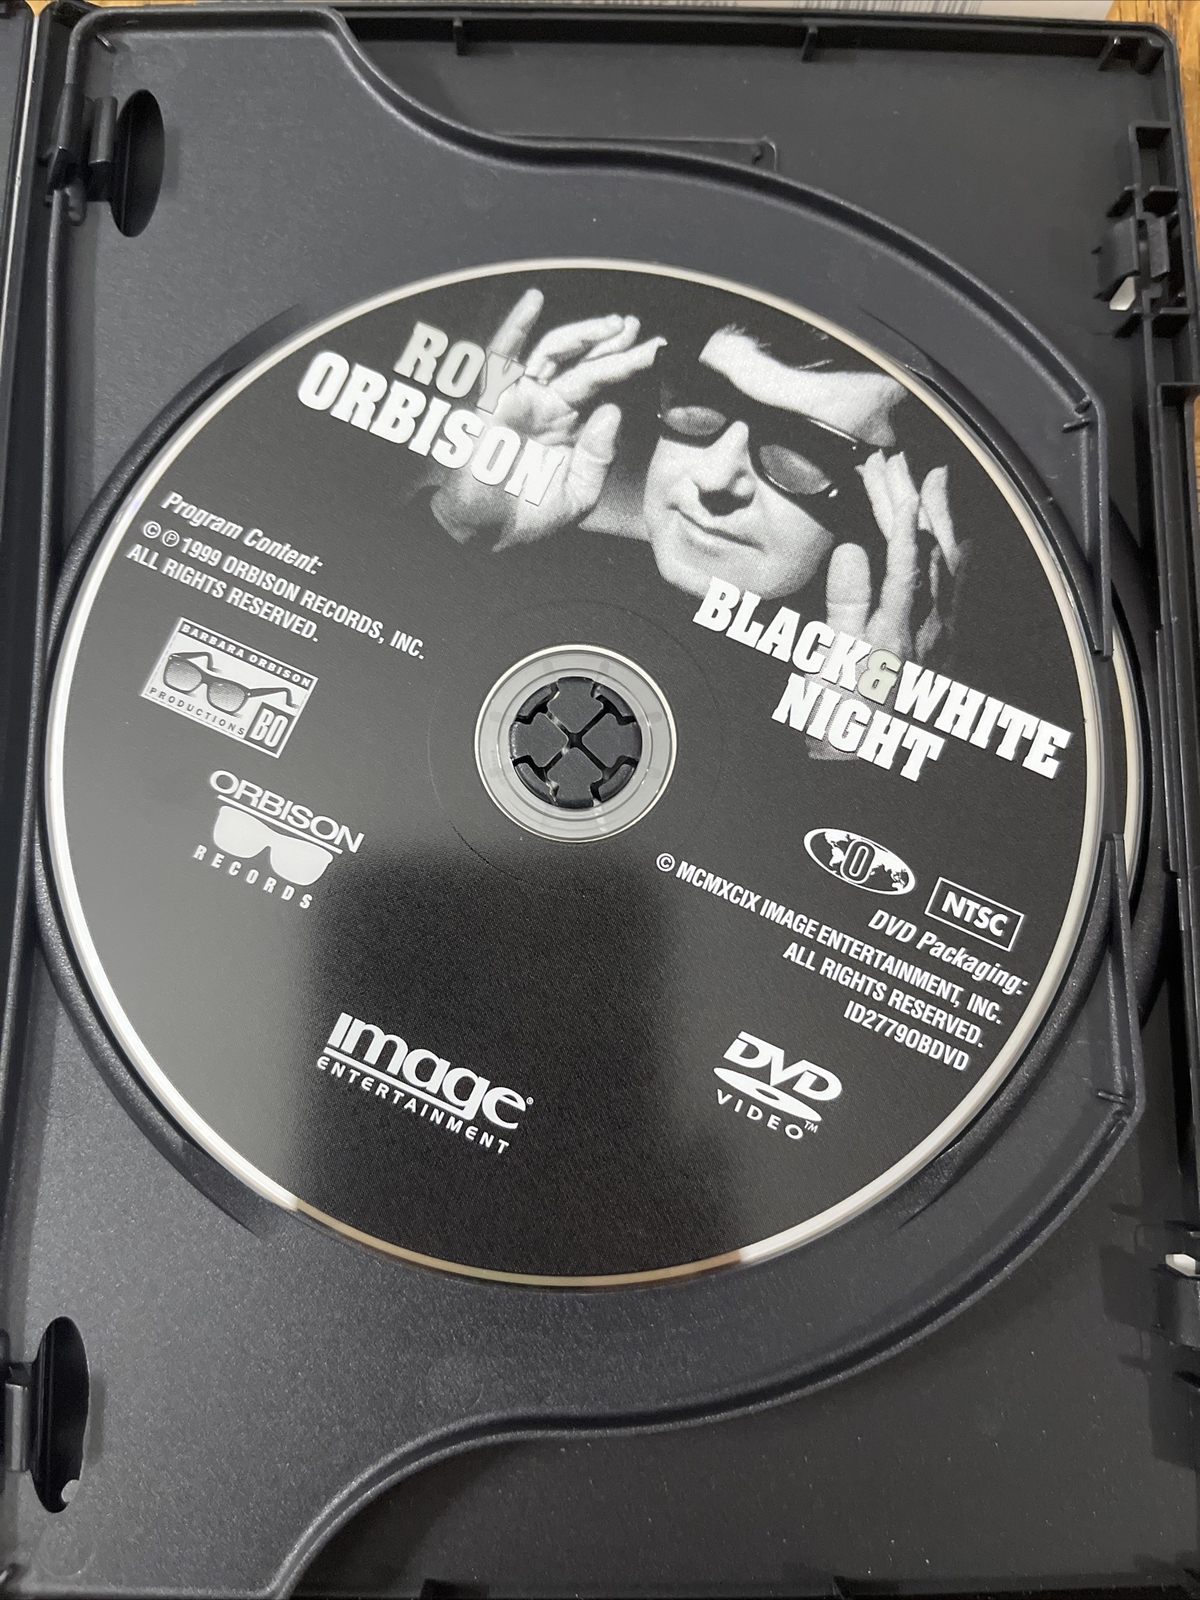 ROY
ORBISON
BLACK&WHITE
NIGHT
Program Content:
© ℗ 1999 ORBISON RECORDS, INC.
ALL RIGHTS RESERVED.
BARBARA ORBISON
PRODUCTIONS
BO
ORBISON
RECORDS
0
NTSC
DVD Packaging:
© MCMXCIX IMAGE ENTERTAINMENT, INC.
ALL RIGHTS RESERVED.
ID2779OBDVD
image®
ENTERTAINMENT
DVD
VIDEO™